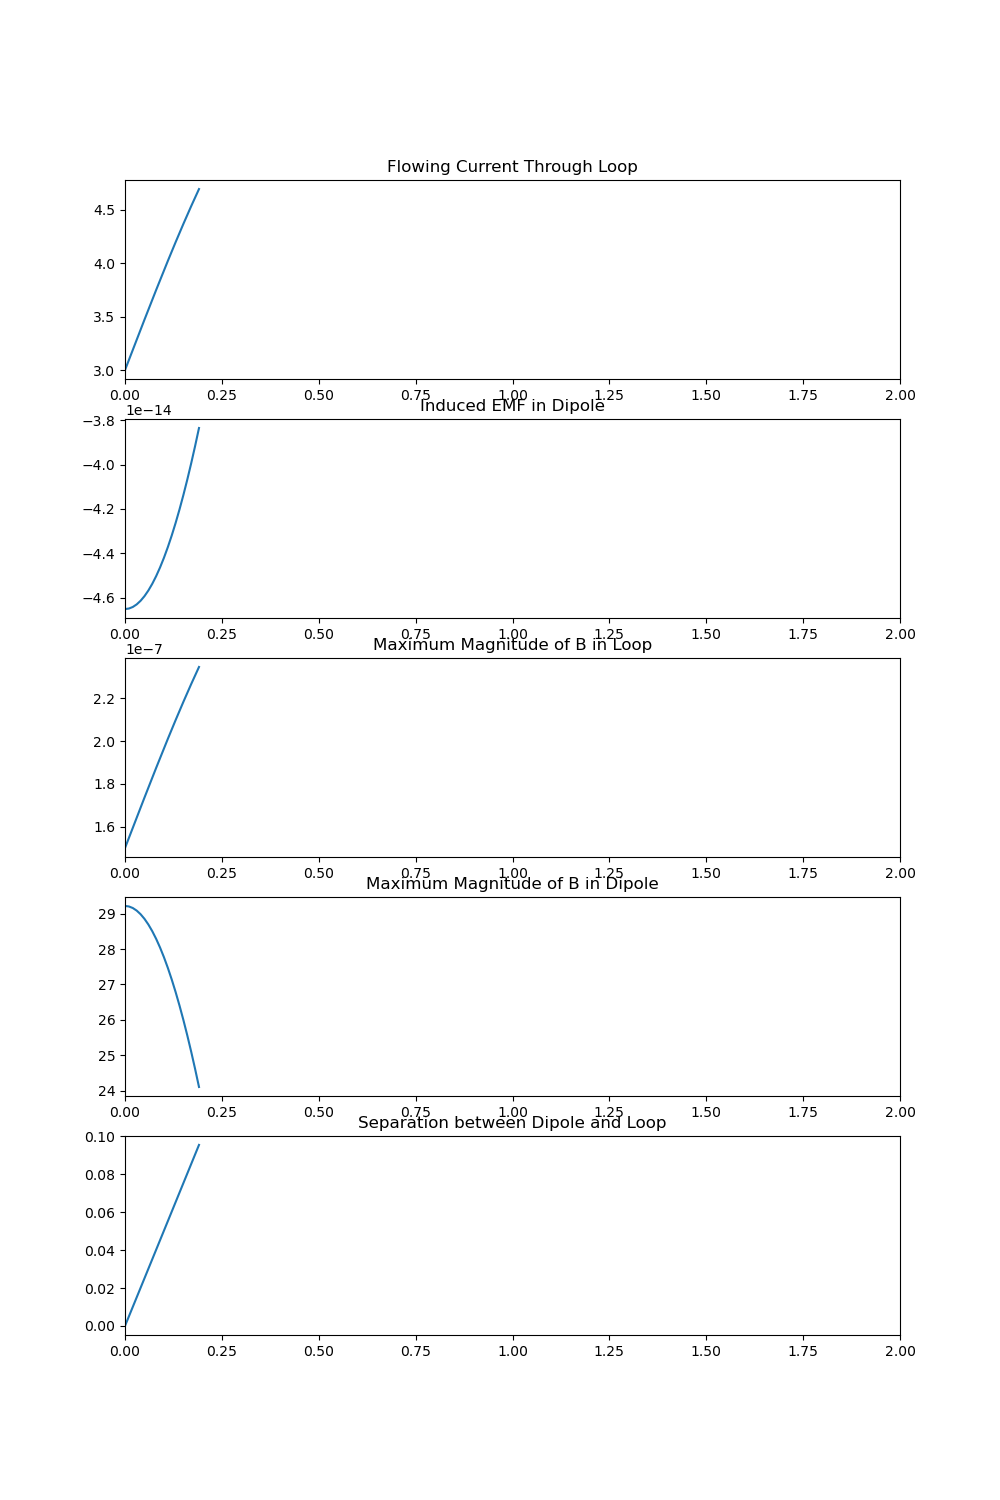 Flowing Current Through Loop
4.5
4.0
3.5
3.0
0.00 0.25 0.50 0.75 1.00 1.25 1.50 1.75 2.00
Induced EMF in Dipole
1e−14
−3.8
−4.0
−4.2
−4.4
−4.6
0.00 0.25 0.50 0.75 1.00 1.25 1.50 1.75 2.00
Maximum Magnitude of B in Loop
1e−7
2.2
2.0
1.8
1.6
0.00 0.25 0.50 0.75 1.00 1.25 1.50 1.75 2.00
Maximum Magnitude of B in Dipole
29
28
27
26
25
24
0.00 0.25 0.50 0.75 1.00 1.25 1.50 1.75 2.00
Separation between Dipole and Loop
0.10
0.08
0.06
0.04
0.02
0.00
0.00 0.25 0.50 0.75 1.00 1.25 1.50 1.75 2.00